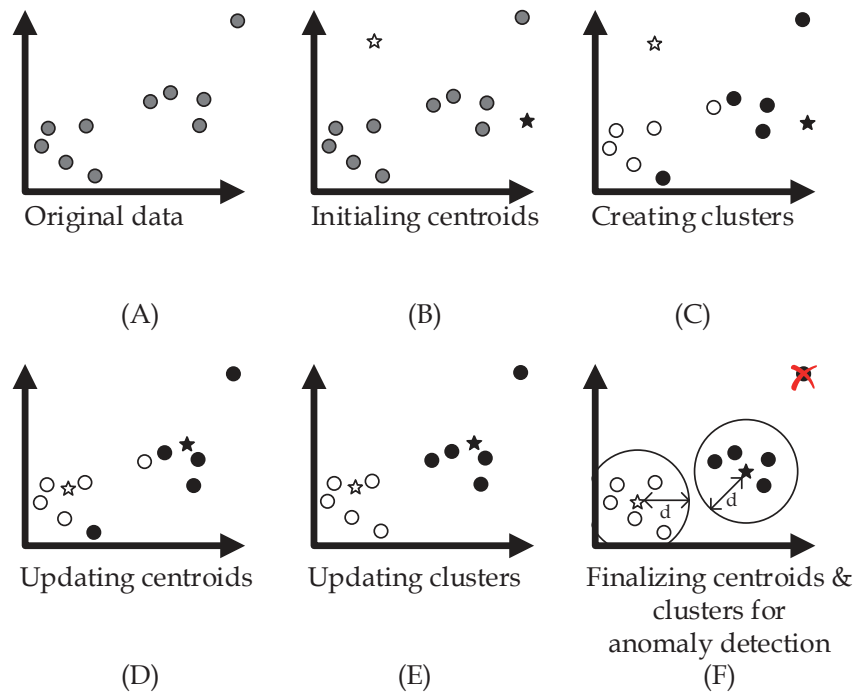 Original data
Initialing centroids
Creating clusters
(A)
(B)
(C)
d
d
Updating centroids
Updating clusters
Finalizing centroids &
clusters for
anomaly detection
(D)
(E)
(F)